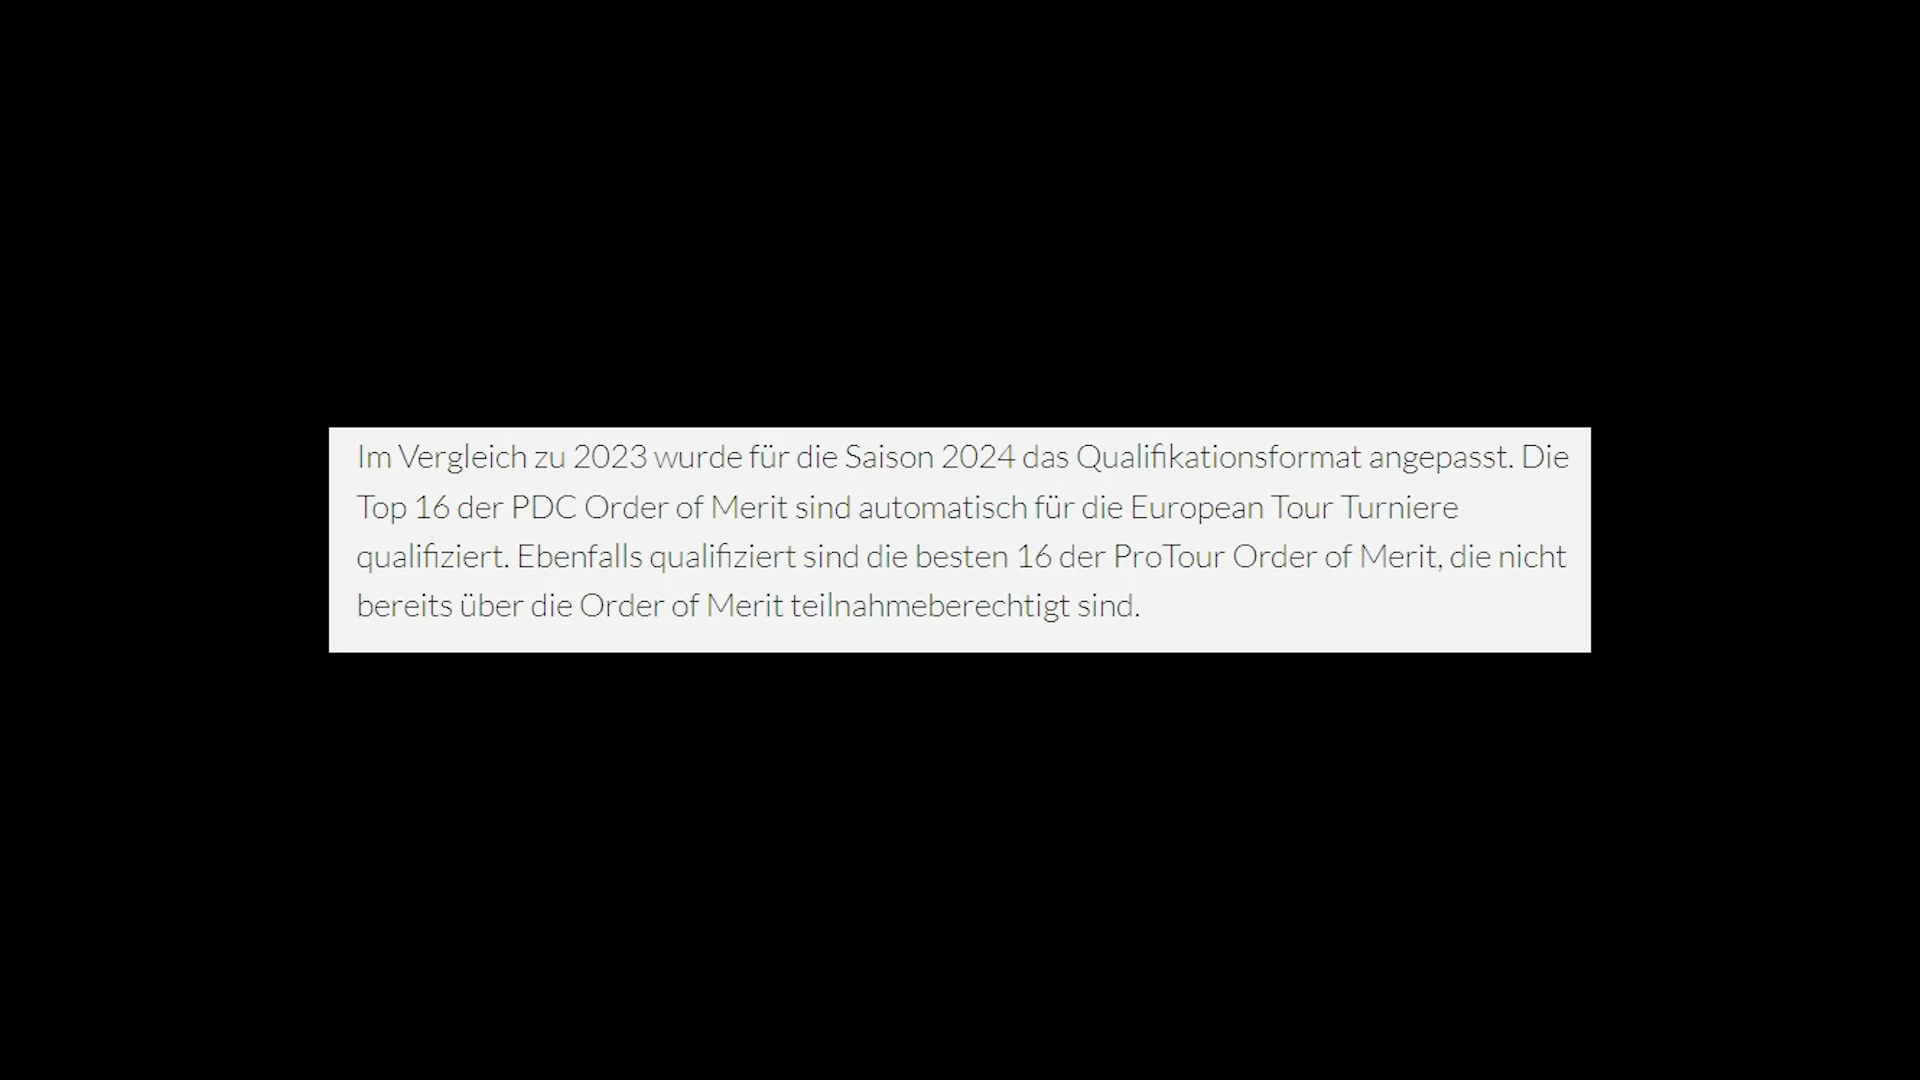 Im Vergleich zu 2023 wurde für die Saison 2024 das Qualifikationsformat angepasst. Die
Top 16 der PDC Order of Merit sind automatisch für die European Tour Turniere
qualifiziert. Ebenfalls qualifiziert sind die besten 16 der ProTour Order of Merit, die nicht
bereits über die Order of Merit teilnahmeberechtigt sind.